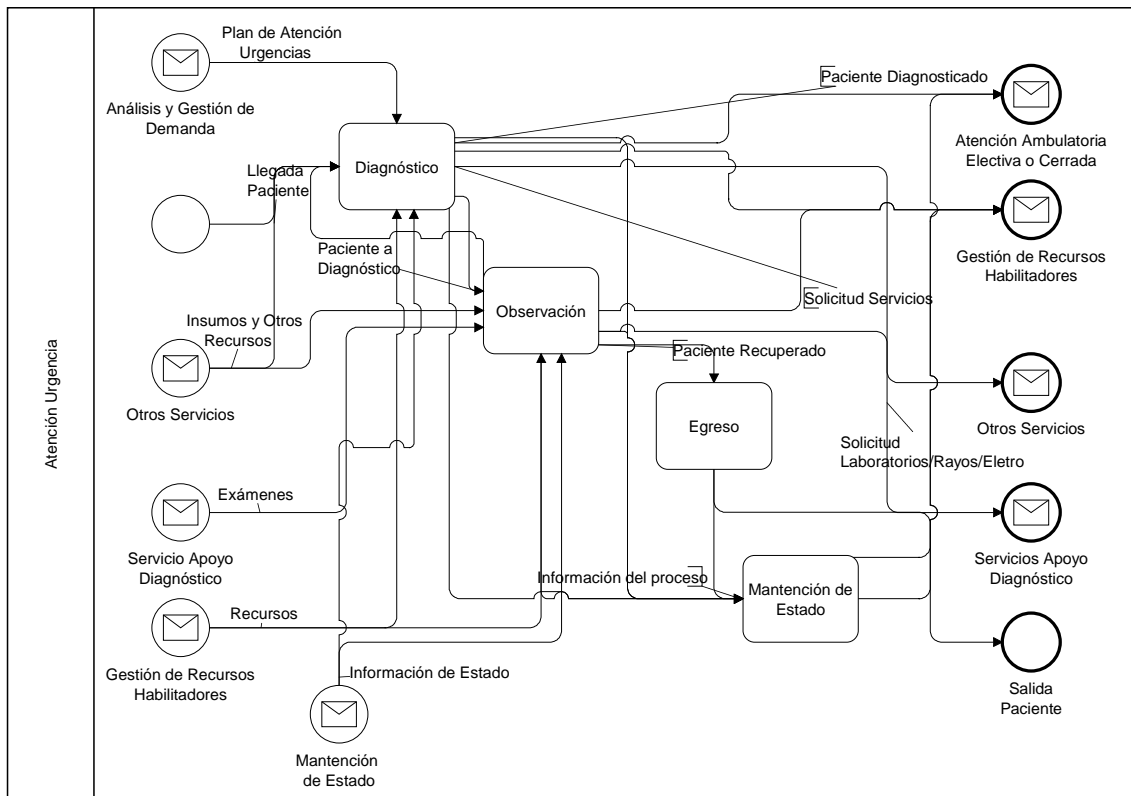 Atención Urgencia
Plan de Atención
Urgencias
Análisis y Gestión de
Demanda
Llegada
Paciente
Insumos y Otros
Recursos
Otros Servicios
Exámenes
Servicio Apoyo
Diagnóstico
Recursos
Gestión de Recursos
Habilitadores
Información de Estado
Mantención
de Estado
Diagnóstico
Paciente a
Diagnóstico
Observación
Paciente Diagnosticado
Solicitud Servicios
Paciente Recuperado
Egreso
Solicitud
Laboratorios/Rayos/Eletro
Información del proceso
Mantención de
Estado
Atención Ambulatoria
Electiva o Cerrada
Gestión de Recursos
Habilitadores
Otros Servicios
Servicios Apoyo
Diagnóstico
Salida
Paciente